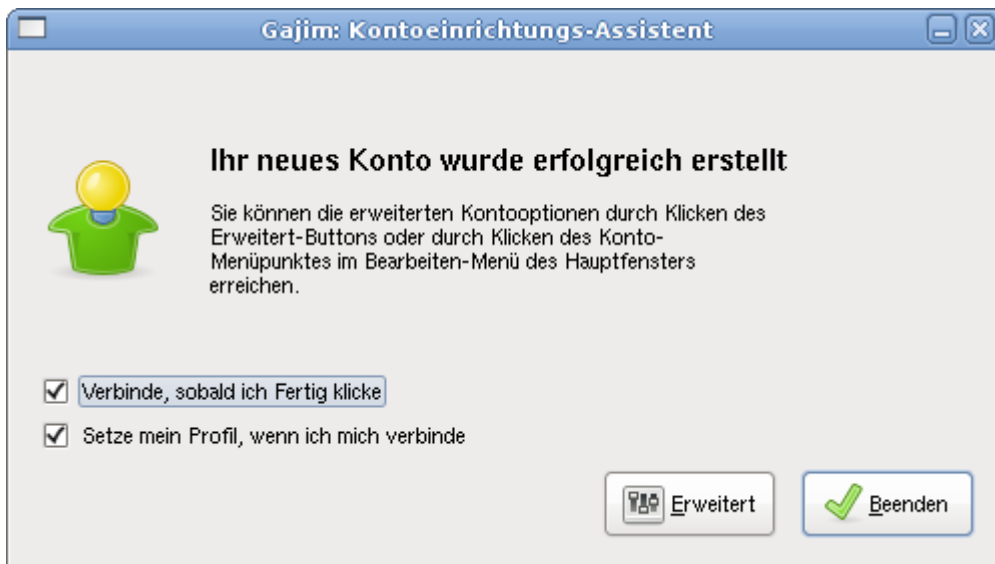 Gajim: Kontoeinrichtungs-Assistent
Ihr neues Konto wurde erfolgreich erstellt
Sie können die erweiterten Kontooptionen durch Klicken des
Erweitert-Buttons oder durch Klicken des Konto-
Menüpunktes im Bearbeiten-Menü des Hauptfensters
erreichen.
Verbinde, sobald ich Fertig klicke
Setze mein Profil, wenn ich mich verbinde
Erweitert
Beenden